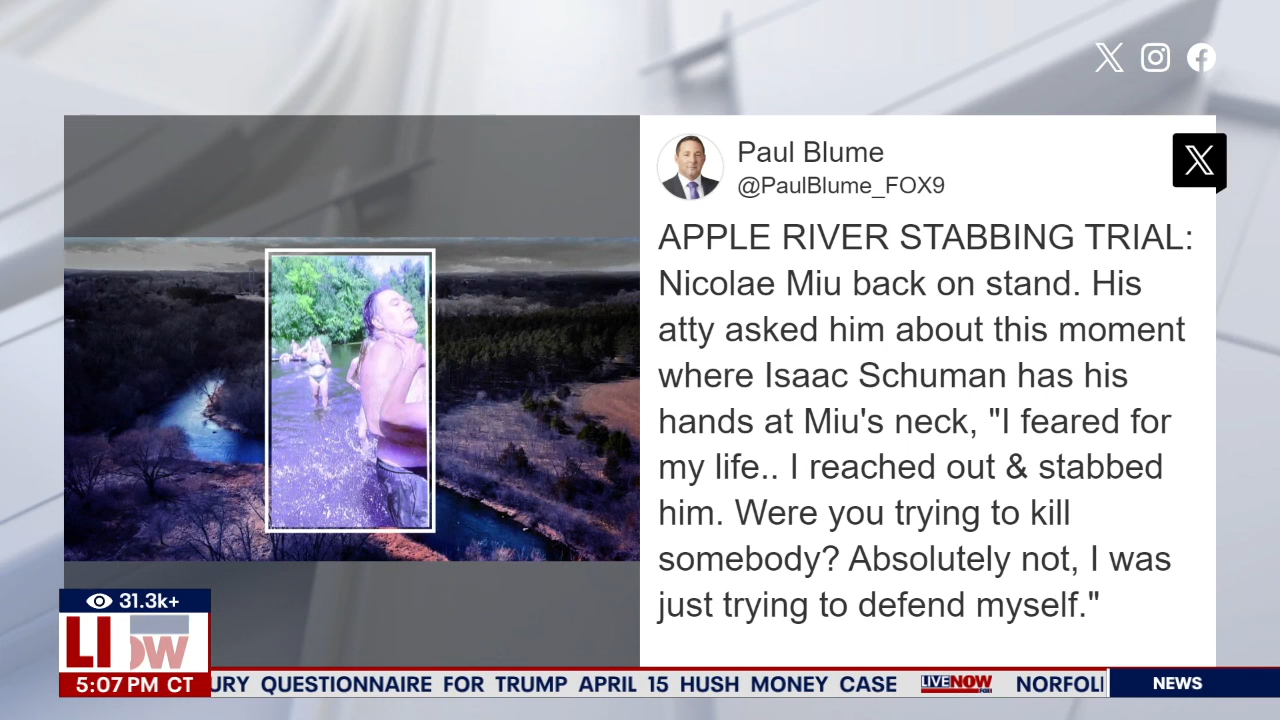 Paul Blume
@PaulBlume_FOX9
APPLE RIVER STABBING TRIAL:
Nicolae Miu back on stand. His
atty asked him about this moment
where Isaac Schuman has his
hands at Miu's neck, "I feared for
my life.. I reached out & stabbed
him. Were you trying to kill
somebody? Absolutely not, I was
just trying to defend myself."
31.3k+
5:07 PM CT
URY QUESTIONNAIRE FOR TRUMP APRIL 15 HUSH MONEY CASE LIVENOW FOX NORFOL
NEWS